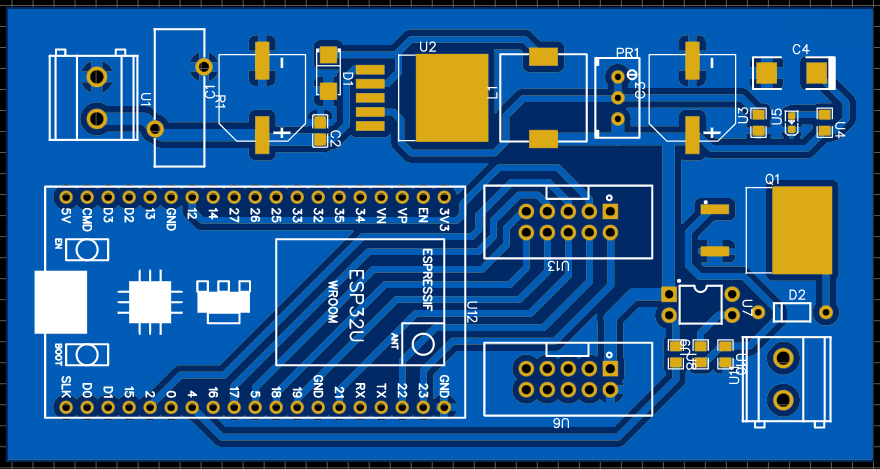 U1
C1
R1
D1
C2
U2
L1
PR1
C3
U3
U5
C4
U4
Q1
5V CMD D3 D2 13 GND 12 14 27 26 25 33 32 35 34 VN VP EN 3V3
EN
ESPRESSIF
ESP32U
WROOM
ANT
U12
BOOT
SLK D0 D1 15 2 0 4 16 17 5 18 19 GND 21 RX TX 22 23 GND
U13
U6
U7
D2
U11